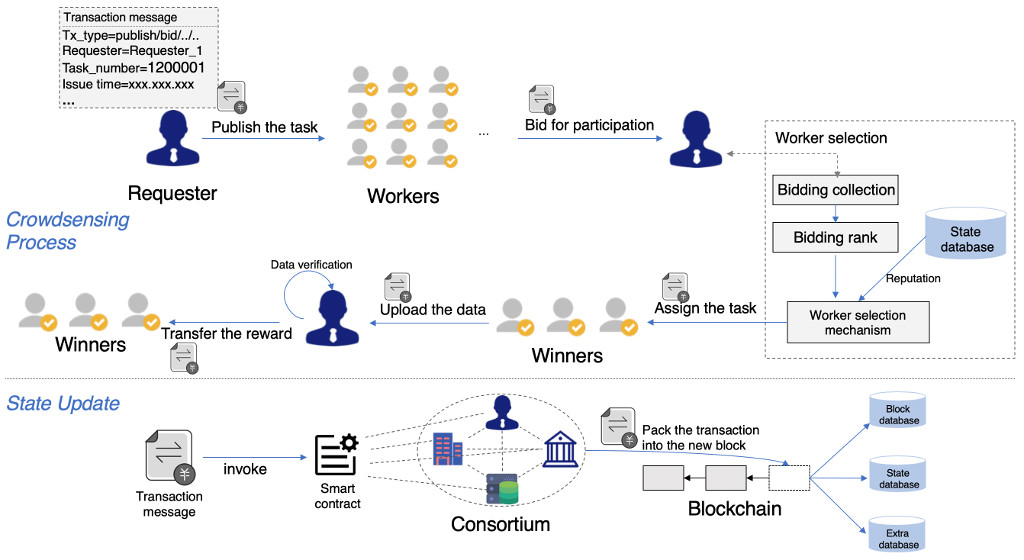 Transaction message
Tx_type=publish/bid/../..
Requester=Requester_1
Task_number=1200001
Issue time=xxx.xxx.xxx
...
Publish the task
Requester
Workers
...
Bid for participation
Worker selection
Bidding collection
Bidding rank
State
database
Reputation
Worker selection
mechanism
Crowdsensing
Process
Data verification
Winners
Transfer the reward
Upload the data
Winners
Assign the task
State Update
Transaction
message
invoke
Smart
contract
Consortium
Pack the transaction
into the new block
Blockchain
Block
database
State
database
Extra
database